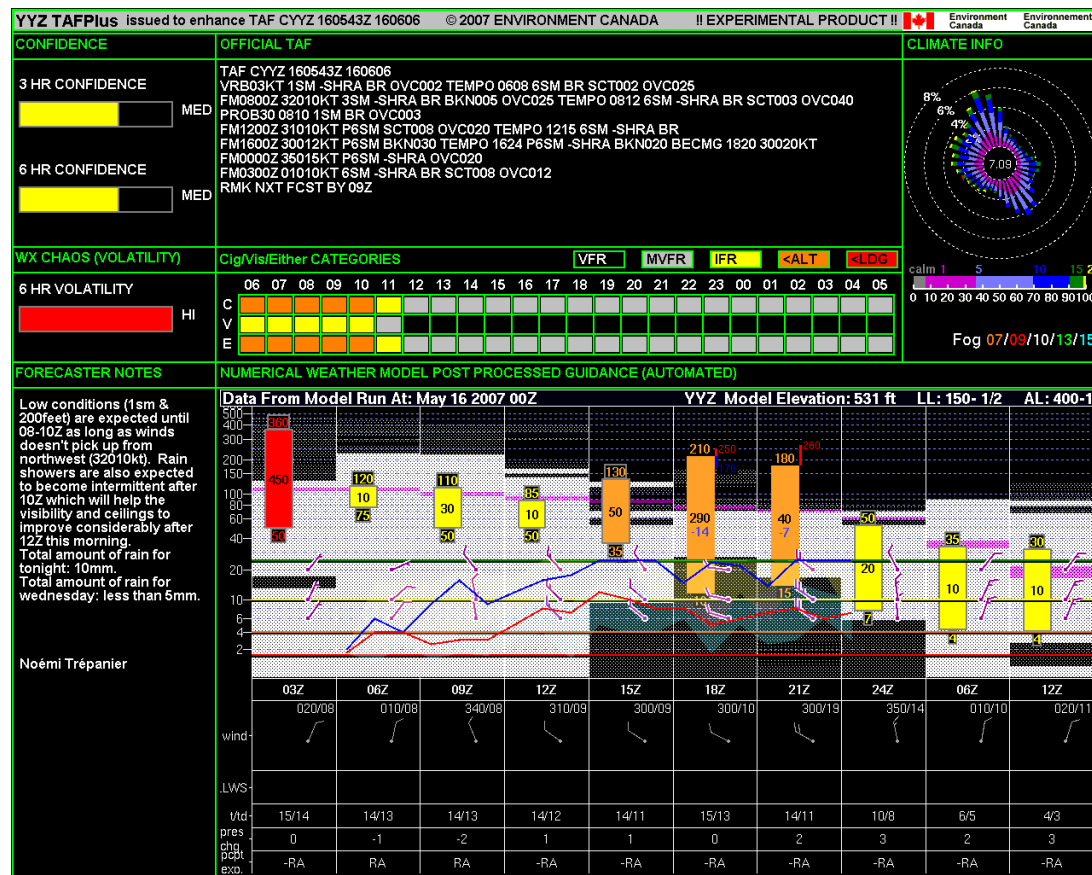 YYZ TAFPlus issued to enhance TAF CYYZ 160543Z 160606 © 2007 ENVIRONMENT CANADA !! EXPERIMENTAL PRODUCT !! Environment Canada Environnement Canada
CONFIDENCE
3 HR CONFIDENCE
MED
6 HR CONFIDENCE
MED
OFFICIAL TAF
TAF CYYZ 160543Z 160606
VRB03KT 1SM -SHRA BR OVC002 TEMPO 0608 6SM BR SCT002 OVC025
FM0800Z 32010KT 3SM -SHRA BR BKN005 OVC025 TEMPO 0812 6SM -SHRA BR SCT003 OVC040
PROB30 0810 1SM BR OVC003
FM1200Z 31010KT P6SM SCT008 OVC020 TEMPO 1215 6SM -SHRA BR
FM1600Z 30012KT P6SM BKN030 TEMPO 1624 P6SM -SHRA BKN020 BECMG 1820 30020KT
FM0000Z 35015KT P6SM -SHRA OVC020
FM0300Z 01010KT 6SM -SHRA BR SCT008 OVC012
RMK NXT FCST BY 09Z
CLIMATE INFO
8%
6%
4%
2%
7.09
calm 1 5 10 15 2
0 10 20 30 40 50 60 70 80 90 100
Fog 07/09/10/13/15
WX CHAOS (VOLATILITY)
6 HR VOLATILITY
HI
Cig/Vis/Either CATEGORIES VFR MVFR IFR <ALT <LDG
06 07 08 09 10 11 12 13 14 15 16 17 18 19 20 21 22 23 00 01 02 03 04 05
C
V
E
FORECASTER NOTES
Low conditions (1sm &
200feet) are expected until
08-10Z as long as winds
doesn't pick up from
northwest (32010kt). Rain
showers are also expected
to become intermittent after
10Z which will help the
visibility and ceilings to
improve considerably after
12Z this morning.
Total amount of rain for
tonight: 10mm.
Total amount of rain for
wednesday: less than 5mm.
Noémi Trépanier
NUMERICAL WEATHER MODEL POST PROCESSED GUIDANCE (AUTOMATED)
Data From Model Run At: May 16 2007 00Z YYZ Model Elevation: 531 ft LL: 150- 1/2 AL: 400-1
500
400
300
200
150
100
80
60
40
20
10
6
4
2
360
450
50
120
10
75
110
30
50
85
10
50
130
50
35
210
250
170
290
-14
180
260
40
-7
15
50
20
7
35
10
4
30
10
4
03Z 06Z 09Z 12Z 15Z 18Z 21Z 24Z 06Z 12Z
020/08 010/08 340/08 310/09 300/09 300/10 300/19 350/14 010/10 020/11
wind
LWS
t/td 15/14 14/13 14/13 14/12 14/11 15/13 14/11 10/8 6/5 4/3
pres chg 0 -1 -2 1 1 0 2 3 2 3
pcpt exp. -RA RA RA -RA -RA -RA -RA -RA -RA -RA